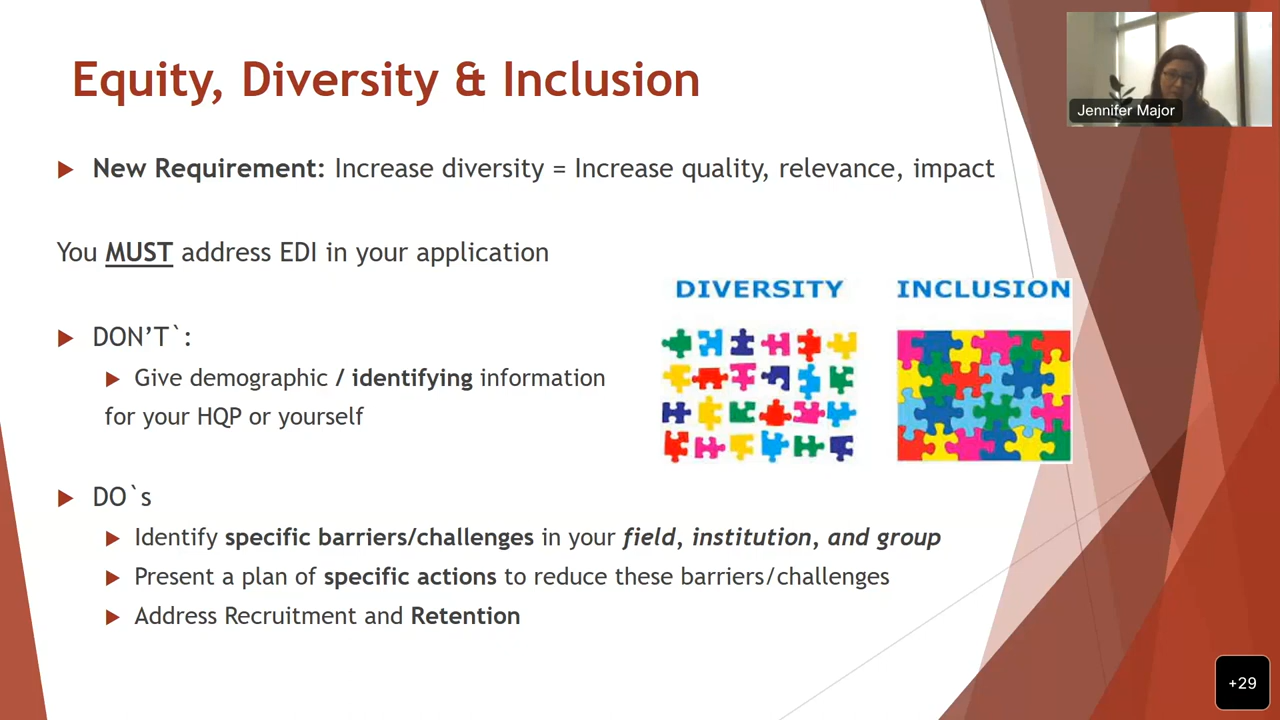 Equity, Diversity & Inclusion
Jennifer Major
New Requirement: Increase diversity = Increase quality, relevance, impact
You MUST address EDI in your application
DIVERSITY
INCLUSION
DON’T`:
Give demographic / identifying information
for your HQP or yourself
DO`s
Identify specific barriers/challenges in your field, institution, and group
Present a plan of specific actions to reduce these barriers/challenges
Address Recruitment and Retention
+29